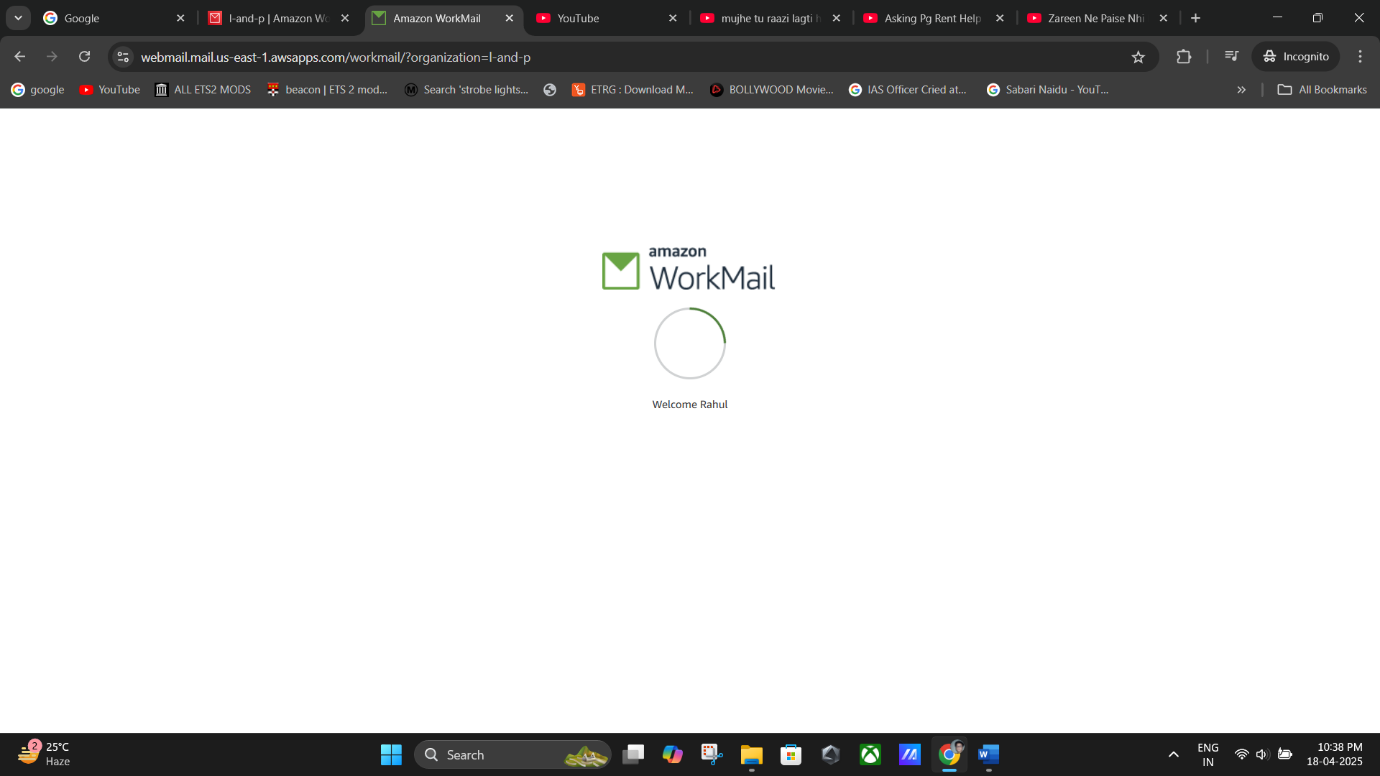 Google
l-and-p | Amazon Wo
Amazon WorkMail
YouTube
mujhe tu raazi lagti h
Asking Pg Rent Help
Zareen Ne Paise Nhi
webmail.mail.us-east-1.awsapps.com/workmail/?organization=l-and-p
Incognito
google
YouTube
ALL ETS2 MODS
beacon | ETS 2 mod...
Search 'strobe lights...
ETRG : Download M...
BOLLYWOOD Movie...
IAS Officer Cried at...
Sabari Naidu - YouT...
All Bookmarks
amazon
WorkMail
Welcome Rahul
2
25°C
Haze
Search
ENG
IN
10:38 PM
18-04-2025